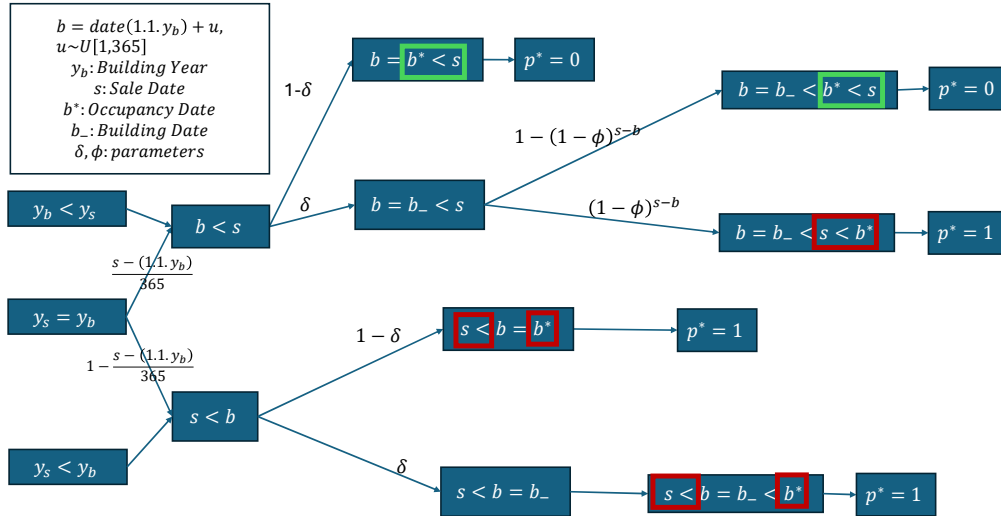 b = date(1.1. y_b) + u,
u~U[1,365]
y_b: Building Year
s: Sale Date
b*: Occupancy Date
b_: Building Date
δ, ϕ: parameters
b = b* < s
p* = 0
1-δ
b = b_ < b* < s
p* = 0
1 − (1 − ϕ)^{s−b}
y_b < y_s
b < s
δ
b = b_ < s
(1 − ϕ)^{s−b}
b = b_ < s < b*
p* = 1
s − (1.1. y_b)
365
y_s = y_b
1 − δ
s < b = b*
p* = 1
1 − s − (1.1. y_b)
365
s < b
y_s < y_b
δ
s < b = b_
s < b = b_ < b*
p* = 1